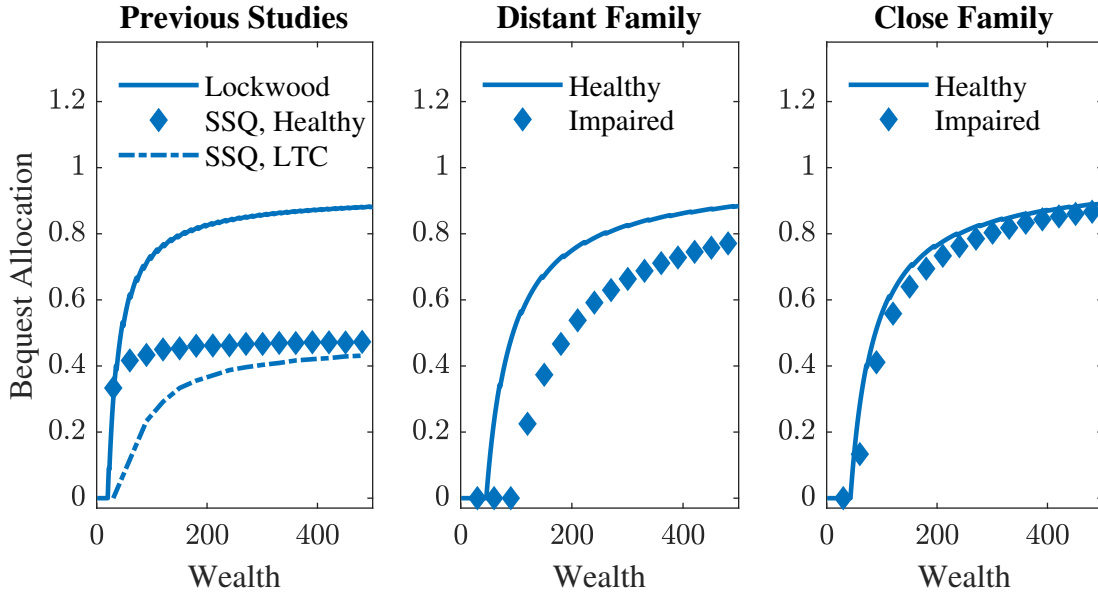 Previous Studies
Distant Family
Close Family
Bequest Allocation
1.2
1
0.8
0.6
0.4
0.2
0
Lockwood
SSQ, Healthy
SSQ, LTC
0
200
400
Wealth
1.2
1
0.8
0.6
0.4
0.2
0
Healthy
Impaired
0
200
400
Wealth
1.2
1
0.8
0.6
0.4
0.2
0
Healthy
Impaired
0
200
400
Wealth